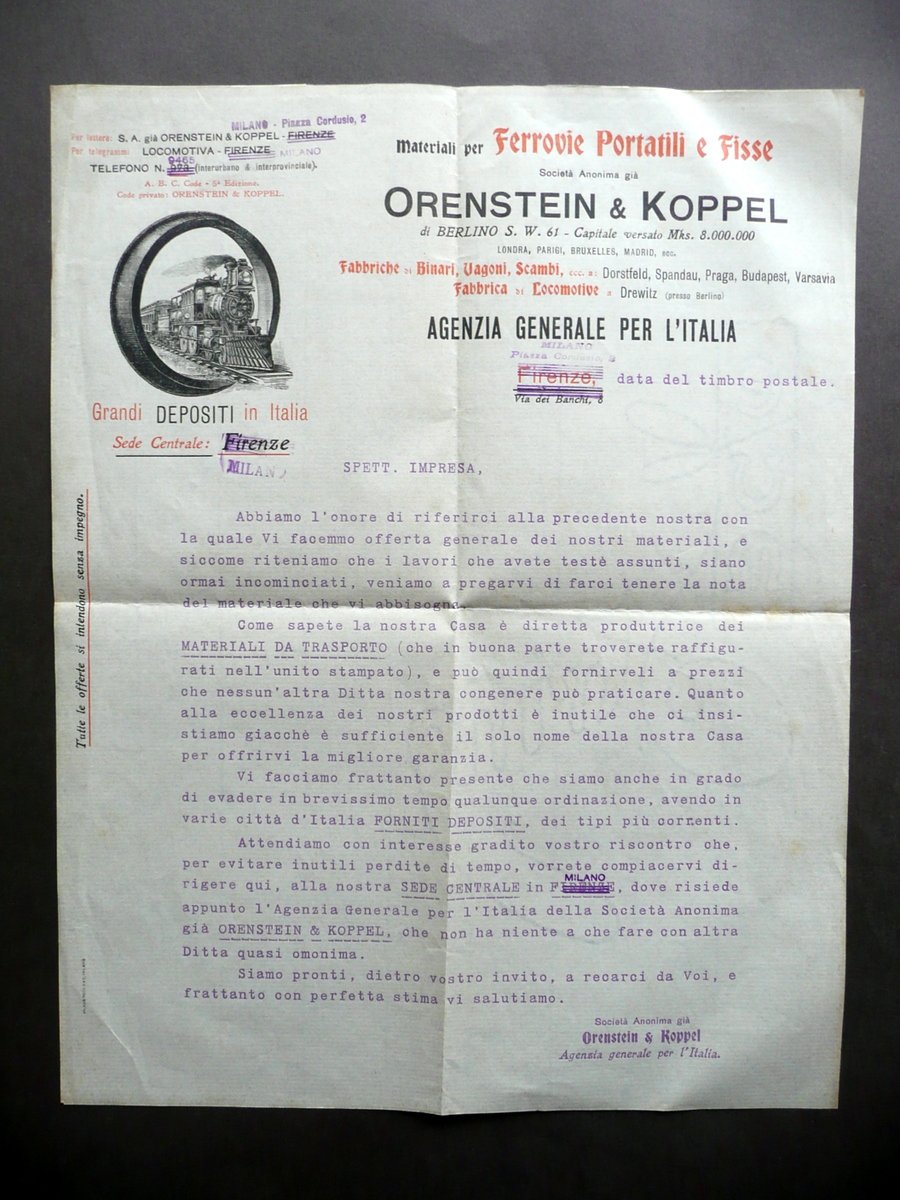 MILANO - Piazza Cordusio, 2
Per lettere: S. A. già ORENSTEIN & KOPPEL - FIRENZE
Per telegrammi: LOCOMOTIVA - FIRENZE MILANO
9465
TELEFONO N. 973 (interurbano & interprovinciale).
A. B. C. Code - 5ª Edizione.
Code privato: ORENSTEIN & KOPPEL.
Materiali per Ferrovie Portatili e Fisse
Società Anonima già
ORENSTEIN & KOPPEL
di BERLINO S. W. 61 - Capitale versato Mks. 8.000.000
LONDRA, PARIGI, BRUXELLES, MADRID, ecc.
Fabbriche di Binari, Vagoni, Scambi, ecc. a: Dorstfeld, Spandau, Praga, Budapest, Varsavia
Fabbrica di Locomotive a Drewitz (presso Berlino)
AGENZIA GENERALE PER L'ITALIA
MILANO
Piazza Cordusio, 2
Firenze, data del timbro postale.
Via dei Banchi, 6
Grandi DEPOSITI in Italia
Sede Centrale: Firenze
MILANO
SPETT. IMPRESA,
Abbiamo l'onore di riferirci alla precedente nostra con
la quale Vi facemmo offerta generale dei nostri materiali, e
siccome riteniamo che i lavori che avete testè assunti, siano
ormai incominciati, veniamo a pregarvi di farci tenere la nota
del materiale che vi abbisogna.
Come sapete la nostra Casa è diretta produttrice dei
MATERIALI DA TRASPORTO (che in buona parte troverete raffigu-
rati nell'unito stampato), e può quindi fornirveli a prezzi
che nessun'altra Ditta nostra congenere può praticare. Quanto
alla eccellenza dei nostri prodotti è inutile che ci insi-
stiamo giacchè è sufficiente il solo nome della nostra Casa
per offrirvi la migliore garanzia.
Vi facciamo frattanto presente che siamo anche in grado
di evadere in brevissimo tempo qualunque ordinazione, avendo in
varie città d'Italia FORNITI DEPOSITI, dei tipi più correnti.
Attendiamo con interesse gradito vostro riscontro che,
per evitare inutili perdite di tempo, vorrete compiacervi di-
MILANO
rigere qui, alla nostra SEDE CENTRALE in FIRENZE, dove risiede
appunto l'Agenzia Generale per l'Italia della Società Anonima
già ORENSTEIN & KOPPEL, che non ha niente a che fare con altra
Ditta quasi omonima.
Siamo pronti, dietro vostro invito, a recarci da Voi, e
frattanto con perfetta stima vi salutiamo.
Società Anonima già
Orenstein & Koppel
Agenzia generale per l'Italia.
Tutte le offerte si intendono senza impegno.